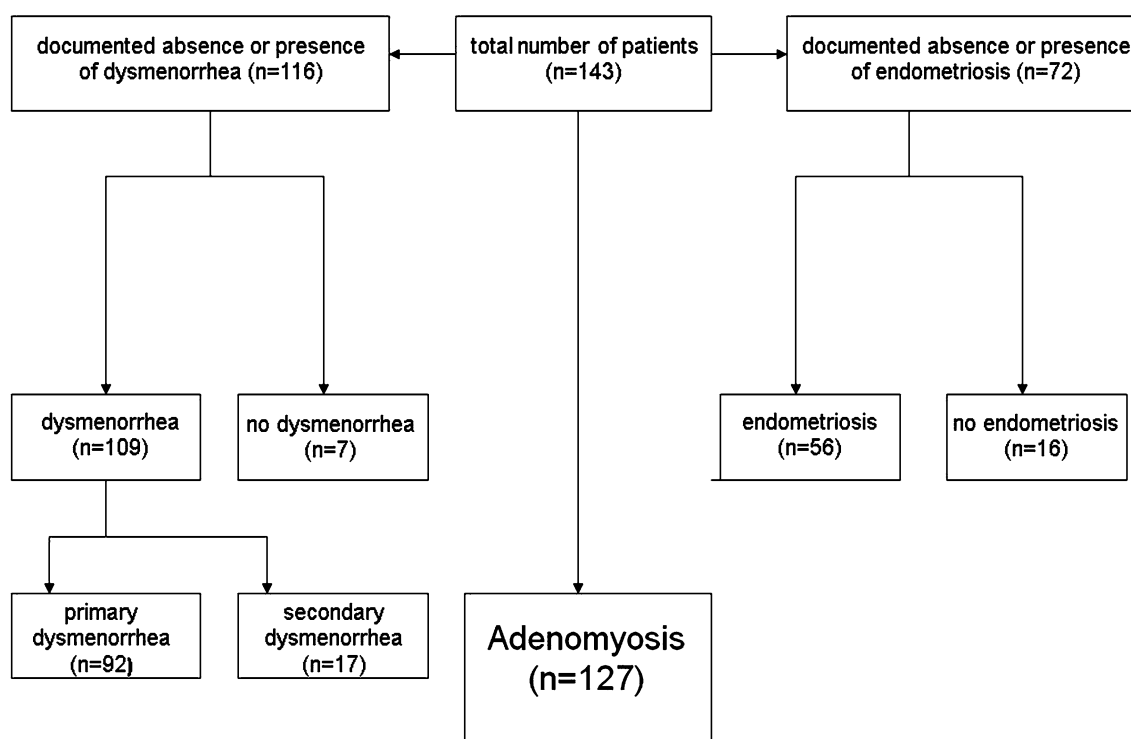 documented absence or presence
of dysmenorrhea (n=116)
total number of patients
(n=143)
documented absence or presence
of endometriosis (n=72)
dysmenorrhea
(n=109)
no dysmenorrhea
(n=7)
endometriosis
(n=56)
no endometriosis
(n=16)
primary
dysmenorrhea
(n=92)
secondary
dysmenorrhea
(n=17)
Adenomyosis
(n=127)